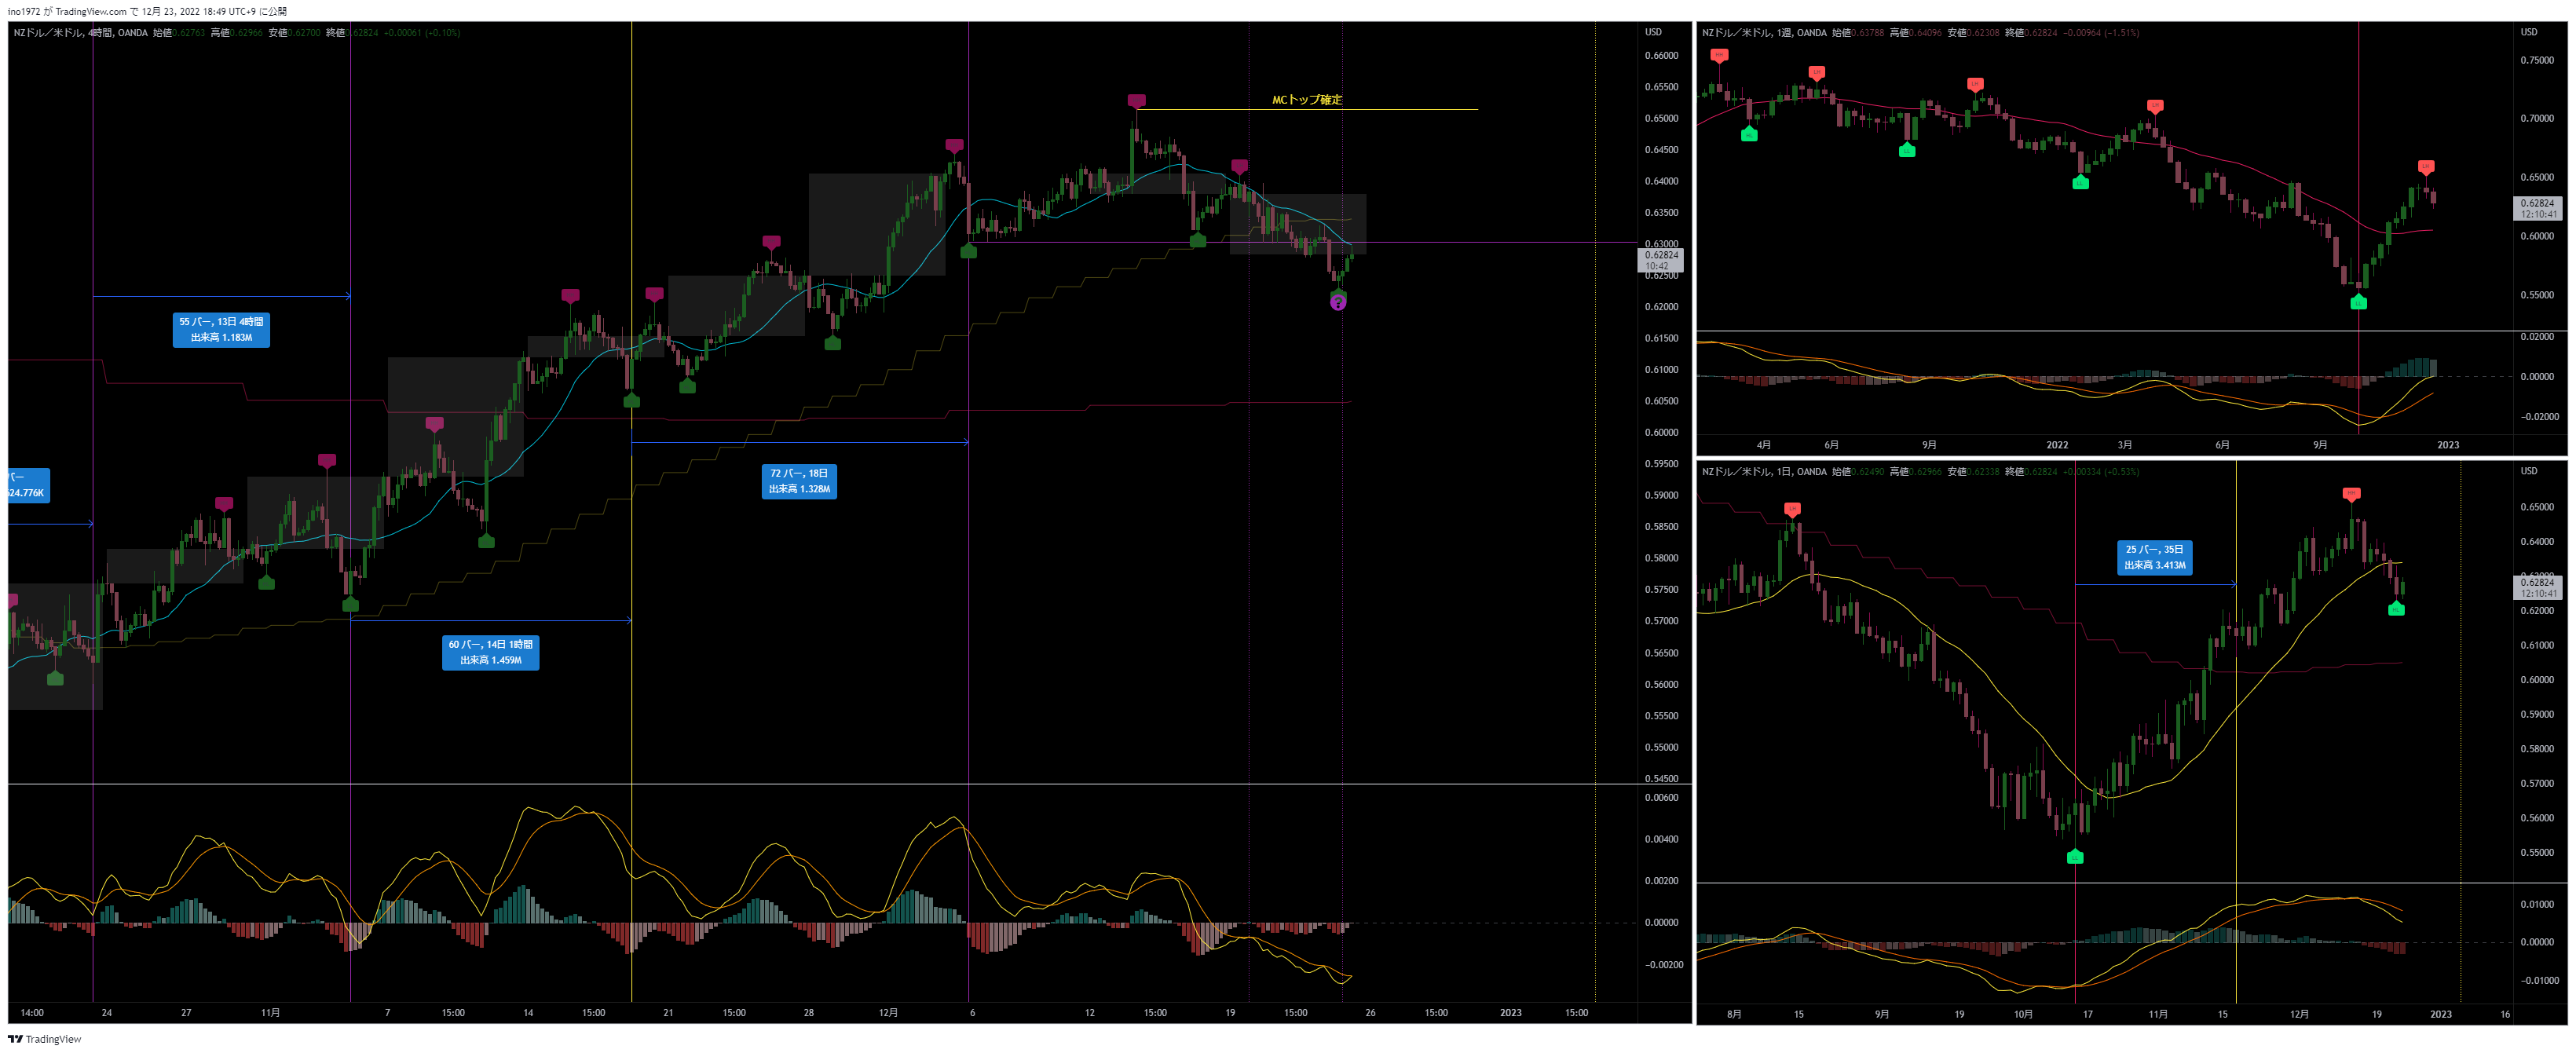 ino1972 が TradingView.com で 12月 23, 2022 18:49 UTC+9 に公開
NZドル／米ドル, 4時間, OANDA 始値0.62763 高値0.62966 安値0.62700 終値0.62824 +0.00061 (+0.10%)
USD
0.66000
0.65500
0.65000
0.64500
0.64000
0.63500
0.63000
0.62824
10:42
0.62500
0.62000
0.61500
0.61000
0.60500
0.60000
0.59500
0.59000
0.58500
0.58000
0.57500
0.57000
0.56500
0.56000
0.55500
0.55000
0.54500
0.00600
0.00400
0.00200
0.00000
−0.00200
MCトップ確定
?
55 バー, 13日 4時間
出来高 1.183M
バー
524.776K
72 バー, 18日
出来高 1.328M
60 バー, 14日 1時間
出来高 1.459M
14:00 24 27 11月 7 15:00 14 15:00 21 15:00 28 12月 6 12 15:00 19 15:00 26 15:00 2023 15:00
NZドル／米ドル, 1週, OANDA 始値0.63788 高値0.64096 安値0.62308 終値0.62824 −0.00964 (−1.51%)
USD
0.75000
0.70000
0.65000
0.62824
12:10:41
0.60000
0.55000
0.02000
0.00000
−0.02000
4月 6月 9月 2022 3月 6月 9月 2023
NZドル／米ドル, 1日, OANDA 始値0.62490 高値0.62966 安値0.62338 終値0.62824 +0.00334 (+0.53%)
USD
0.65000
0.64000
0.62824
12:10:41
0.62000
0.61000
0.60000
0.59000
0.58000
0.57000
0.56000
0.55000
0.01000
0.00000
−0.01000
25 バー, 35日
出来高 3.413M
8月 15 9月 19 10月 17 11月 15 12月 19 2023 16
TradingView